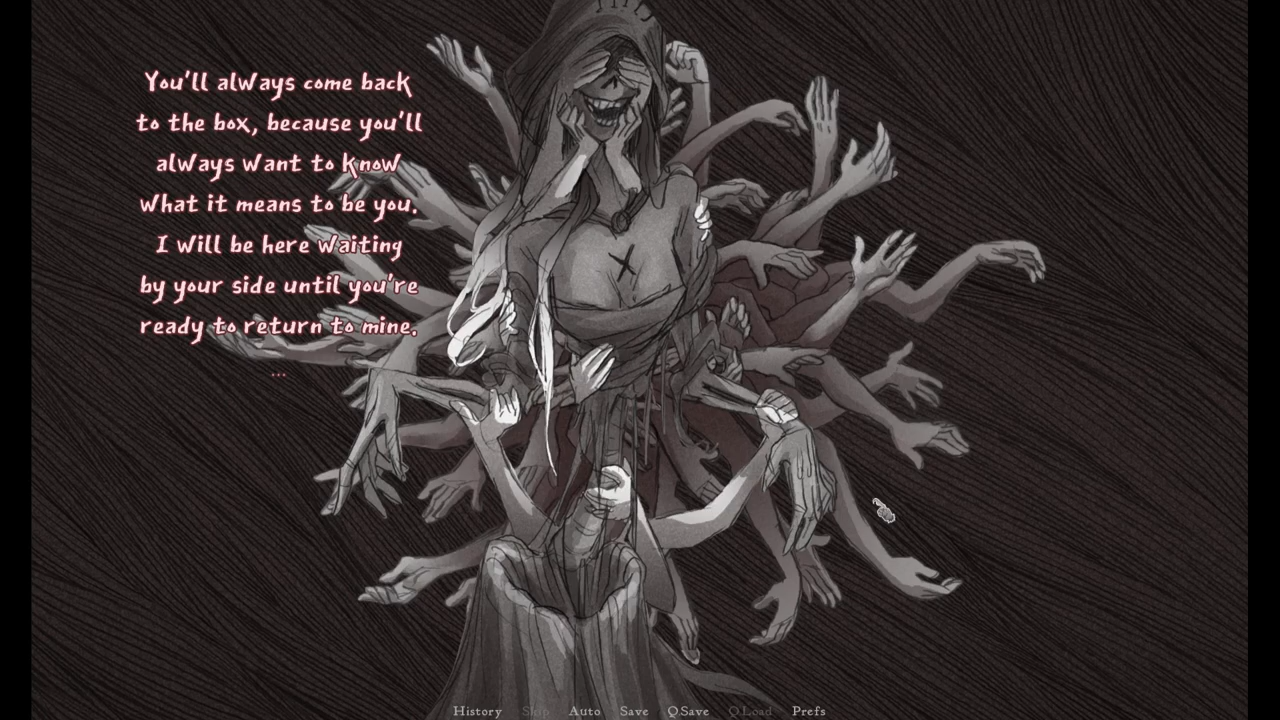 You'll always come back
to the box, because you'll
always want to know
what it means to be you.
I will be here waiting
by your side until you're
ready to return to mine.
...
History Skip Auto Save Q.Save Q.Load Prefs